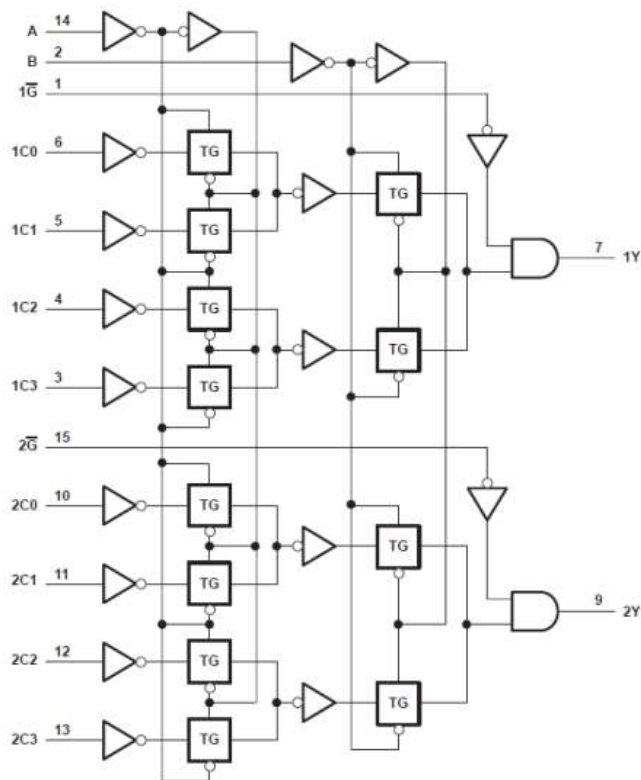 A 14
B 2
1G̅ 1
1C0 6 TG
TG
1C1 5 TG
7 1Y
1C2 4 TG
TG
1C3 3 TG
2G̅ 15
2C0 10 TG
TG
2C1 11 TG
9 2Y
2C2 12 TG
TG
2C3 13 TG